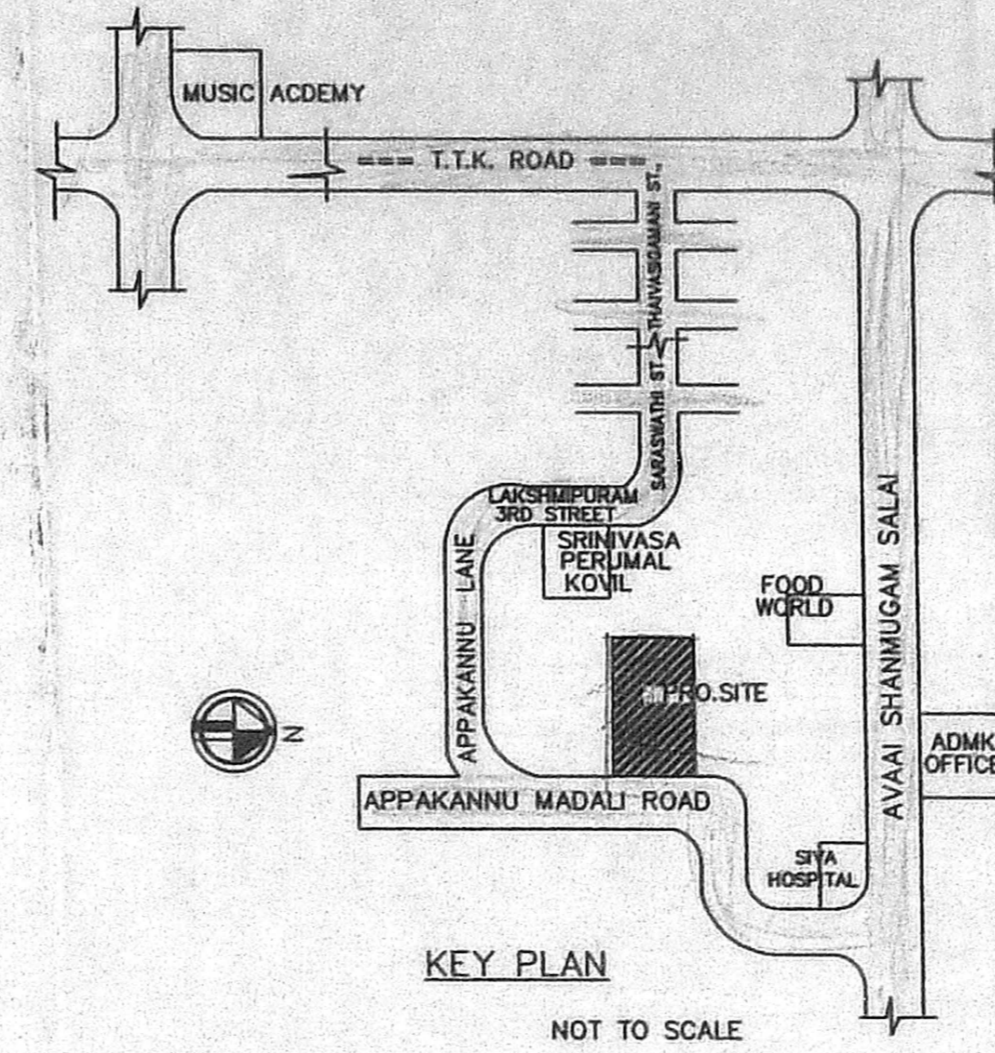 MUSIC ACDEMY
=== T.T.K. ROAD ===
THAIVASIGAMANI ST.,
SARASWATHI ST
LAKSHMIPURAM
3RD STREET
SRINIVASA
PERUMAL
KOVIL
APPAKANNU LANE
FOOD
WORLD
AVAAI SHANMUGAM SALAI
PRO.SITE
N
ADMK
OFFICE
APPAKANNU MADALI ROAD
SIVA
HOSPITAL
KEY PLAN
NOT TO SCALE